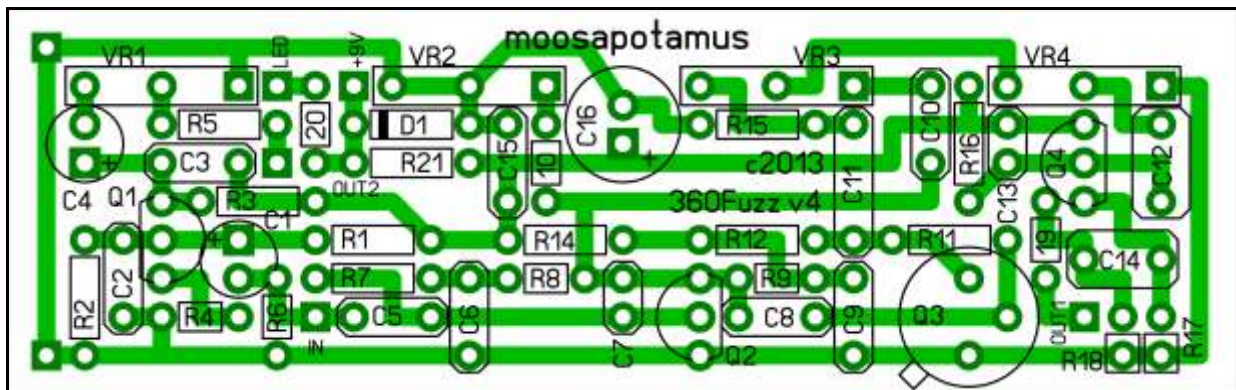 moosapotamus
VR1
LED
+9V
VR2
VR3
VR4
R5
20
D1
C16
R15
C10
R16
Q4
C12
C3
R21
C15
10
+
c2013
C11
C4
+
Q1
R3
OUT2
360Fuzz v4
C13
C1
+
R1
R14
R12
R11
19
C14
R2
C2
R7
R8
R9
R4
R6
IN
C5
C6
C7
Q2
C8
C9
Q3
OUT1
R18
R17